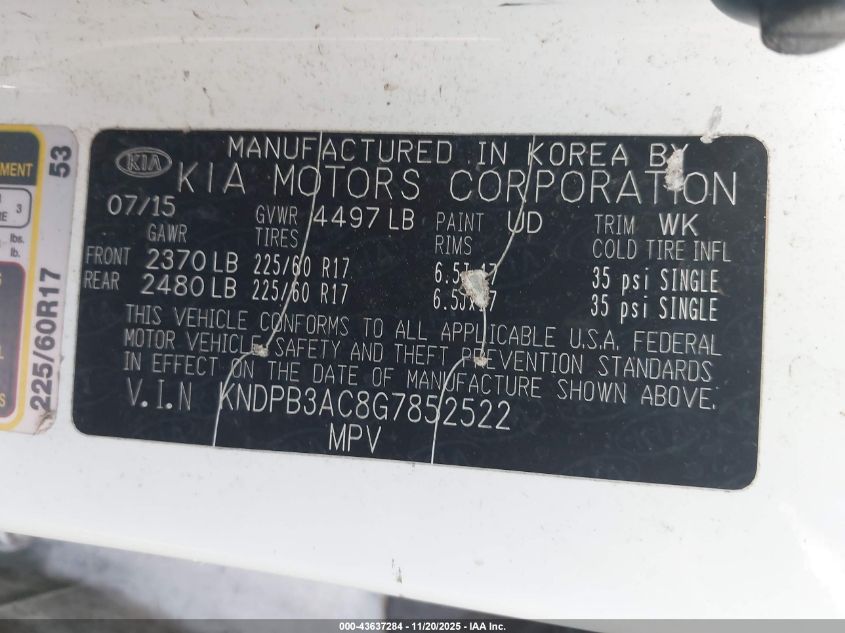 KIA
MANUFACTURED IN KOREA BY
KIA MOTORS CORPORATION
07/15 GVWR 4497 LB PAINT UD TRIM WK
GAWR TIRES RIMS COLD TIRE INFL
FRONT 2370 LB 225/60 R17 35 psi SINGLE
REAR 2480 LB 225/60 R17 35 psi SINGLE
THIS VEHICLE CONFORMS TO ALL APPLICABLE U.S.A. FEDERAL
MOTOR VEHICLE SAFETY AND THEFT PREVENTION STANDARDS
IN EFFECT ON THE DATE OF MANUFACTURE SHOWN ABOVE.
V.I.N KNDPB3AC8G7852522
MPV
53
225/60R17
MENT
3
lbs.
lb.
000-43637284 - 11/20/2025 - IAA Inc.